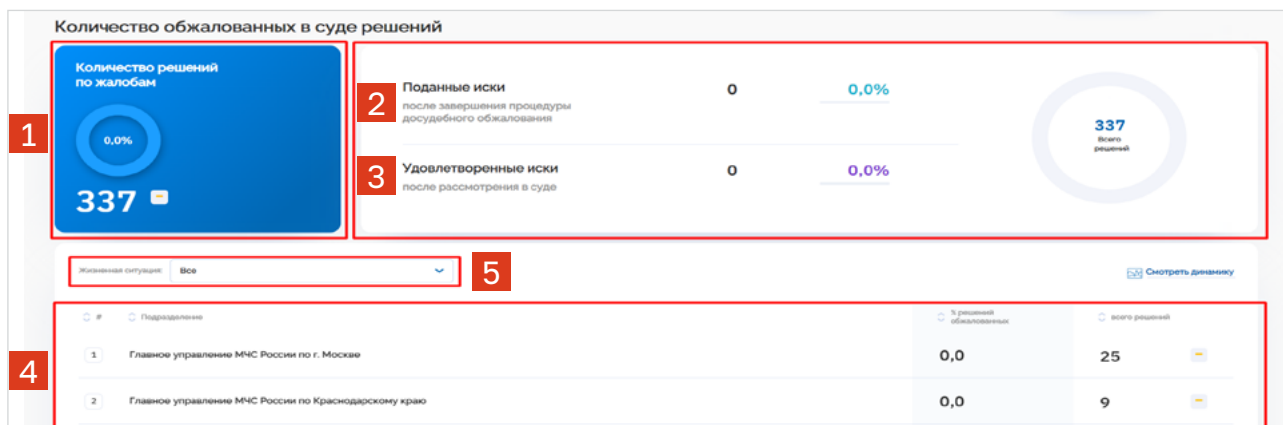 Количество обжалованных в суде решений
1
Количество решений
по жалобам
0,0%
337
2
Поданные иски
после завершения процедуры
досудебного обжалования
0
0,0%
3
Удовлетворенные иски
после рассмотрения в суде
0
0,0%
337
Всего
решений
Жизненная ситуация:
Все
5
Смотреть динамику
4
#
Подразделение
% решений
обжалованных
всего решений
1
Главное управление МЧС России по г. Москве
0,0
25
2
Главное управление МЧС России по Краснодарскому краю
0,0
9